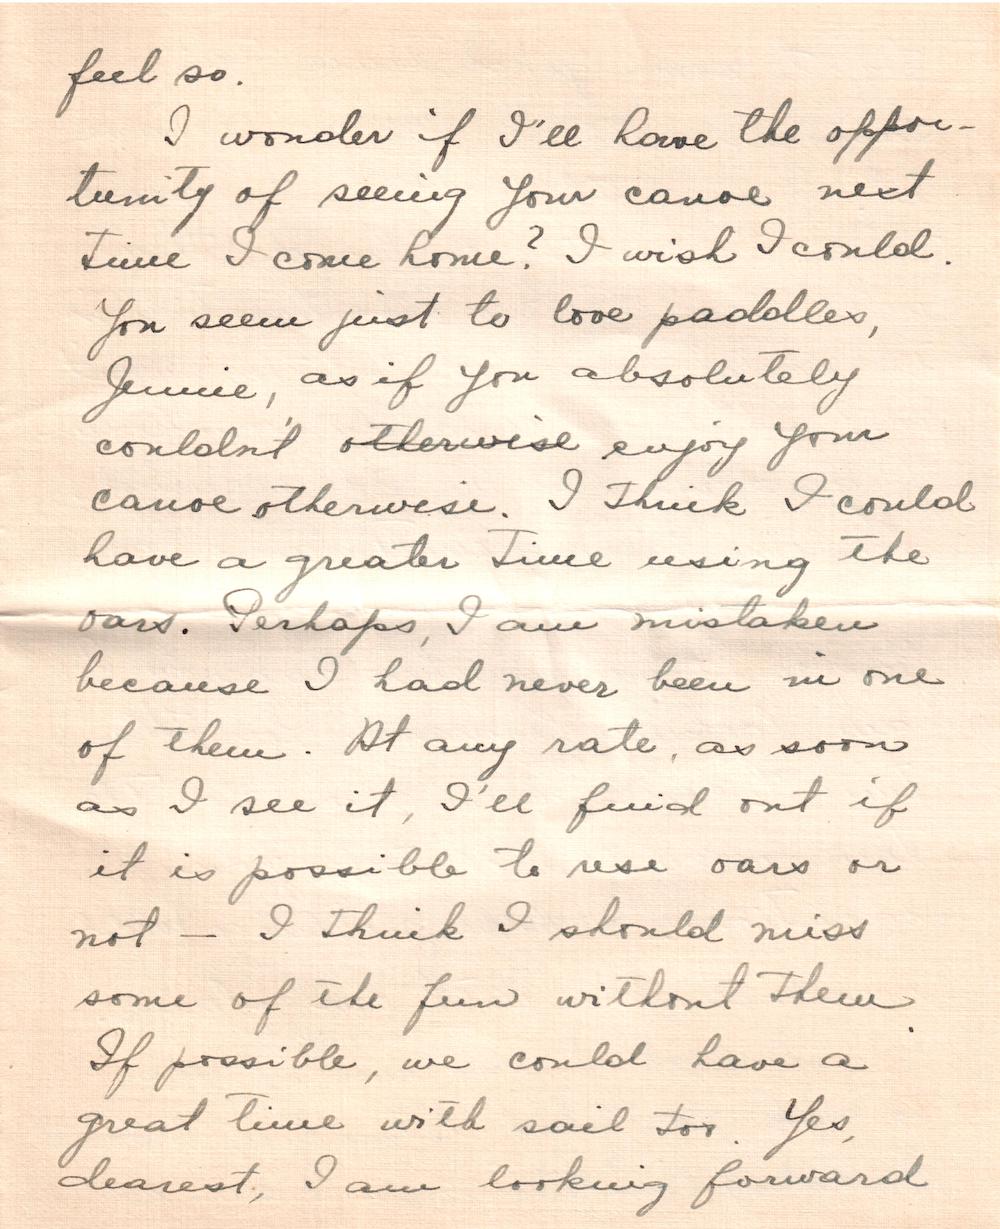 feel so.
I wonder if I'll have the oppor-
tunity of seeing your canoe next
time I come home? I wish I could.
You seem just to love paddles,
Jennie, as if you absolutely
couldn't otherwise enjoy your
canoe otherwise. I think I could
have a greater time using the
oars. Perhaps, I am mistaken
because I had never been in one
of them. At any rate, as soon
as I see it, I'll find out if
it is possible to use oars or
not — I think I should miss
some of the fun without them.
If possible, we could have a
great time with sail too. Yes,
dearest, I am looking forward